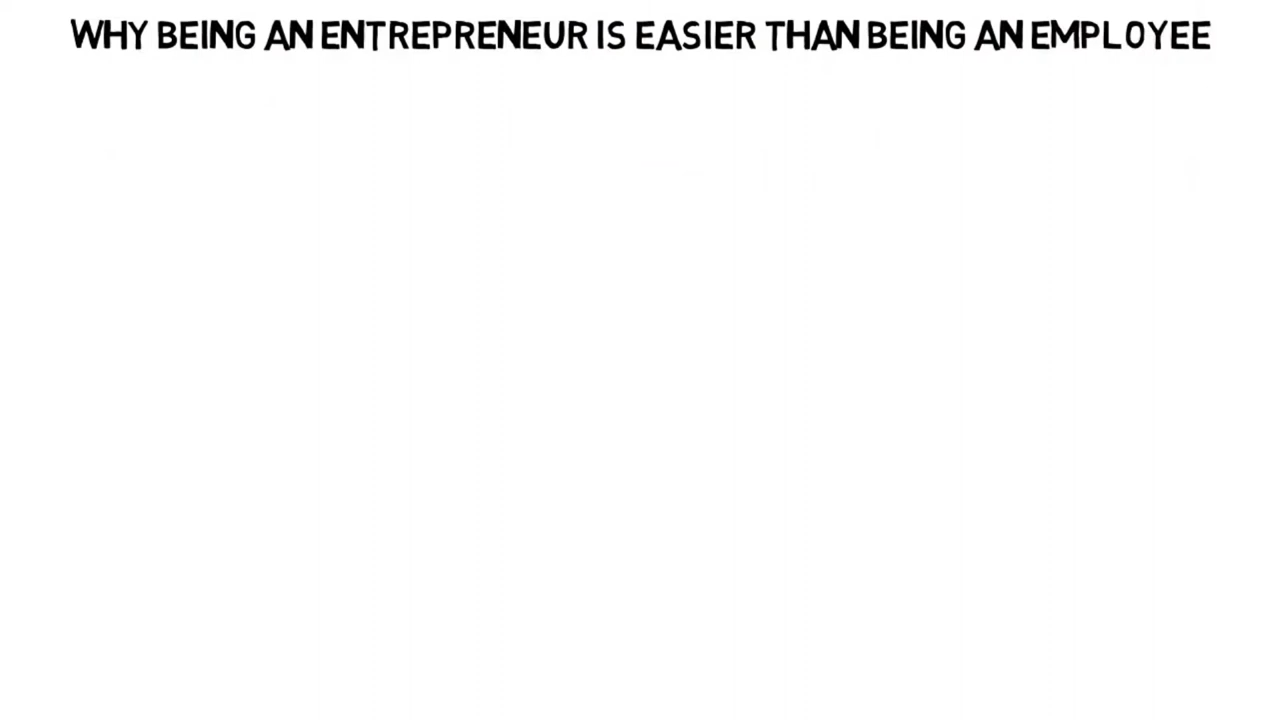 WHY BEING AN ENTREPRENEUR IS EASIER THAN BEING AN EMPLOYEE